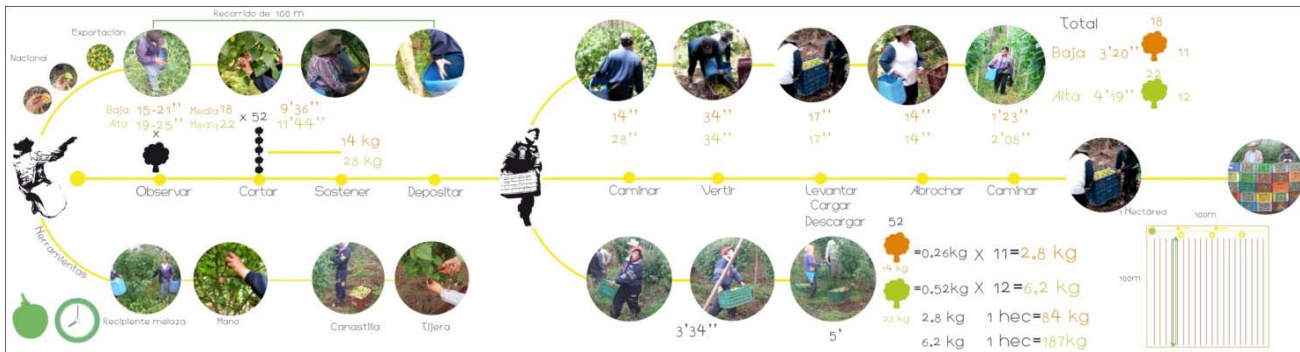 Recorrido de 100 m
Exportación
Nacional
Baja 15-21'' Media 18 9'36''
Alta 19-25'' Media 22 11'44''
x
x 52
14 kg
28 kg
Observar
Cortar
Sostener
Depositar
Herramientas
Recipiente melaza
Mano
Canastilla
Tijera
14'' 34'' 17'' 14'' 1'23''
28'' 34'' 17'' 14'' 2'08''
Caminar
Vertir
Levantar
Cargar
Descargar
Abrochar
Caminar
3'34''
5'
Total
18
Baja 3'20'' 11
22
Alta 4'19'' 12
52
=0.26kg X 11=2.8 kg
14 kg
=0.52kg X 12=6.2 kg
28 kg
2.8 kg 1 hec=84 kg
6.2 kg 1 hec=187kg
Hectárea
100m
100m